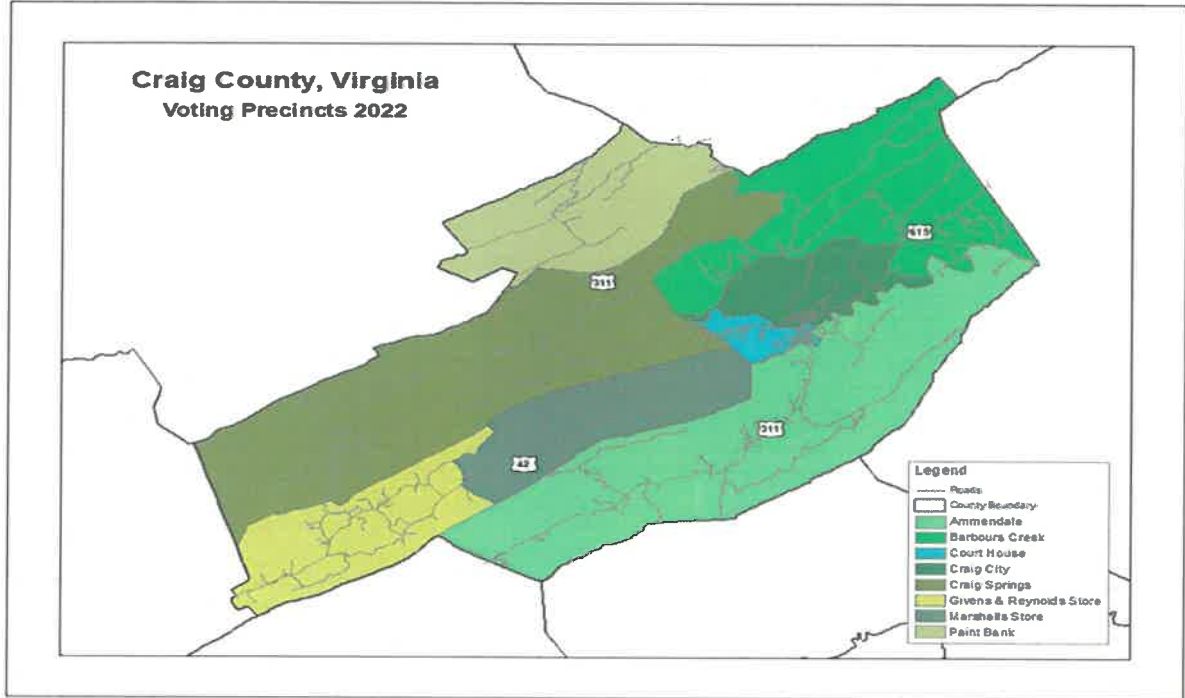 Craig County, Virginia
Voting Precincts 2022
615
311
311
42
Legend
Roads
County Boundary
Ammendale
Barbours Creek
Court House
Craig City
Craig Springs
Givens & Reynolds Store
Marshalls Store
Paint Bank